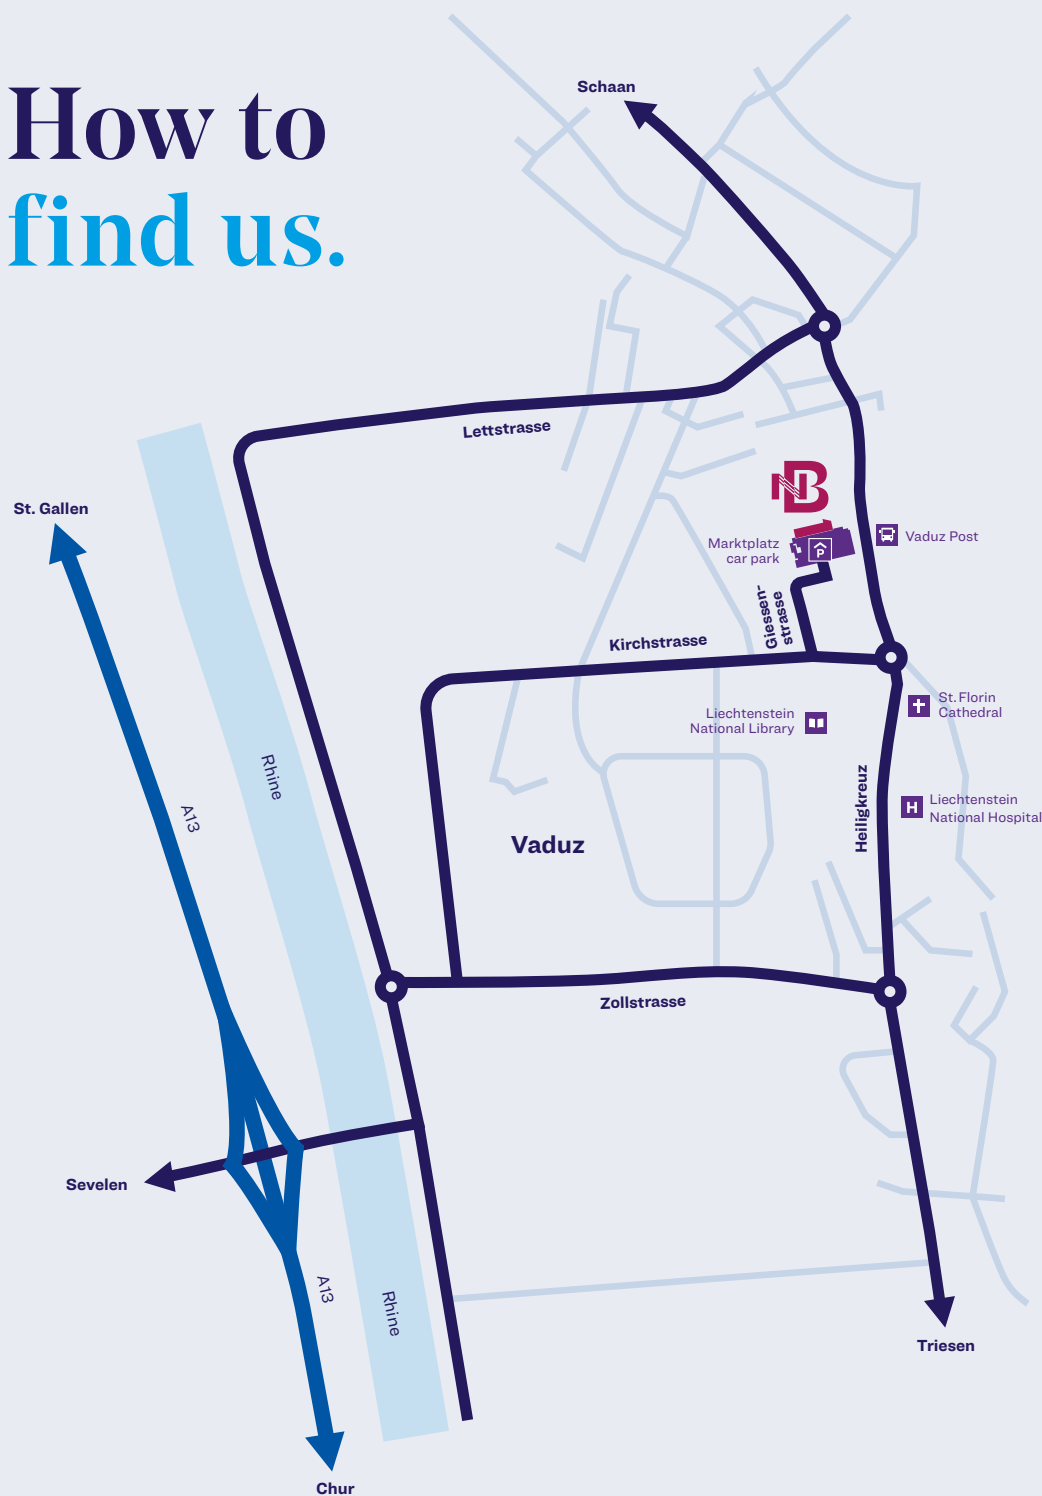 How to
find us.
Schaan
Lettstrasse
St. Gallen
NB
Marktplatz
car park
P
Vaduz Post
Giessen-
strasse
Kirchstrasse
St. Florin
Cathedral
Liechtenstein
National Library
Rhine
A13
Heiligkreuz
H
Liechtenstein
National Hospital
Vaduz
Zollstrasse
Sevelen
A13
Rhine
Triesen
Chur